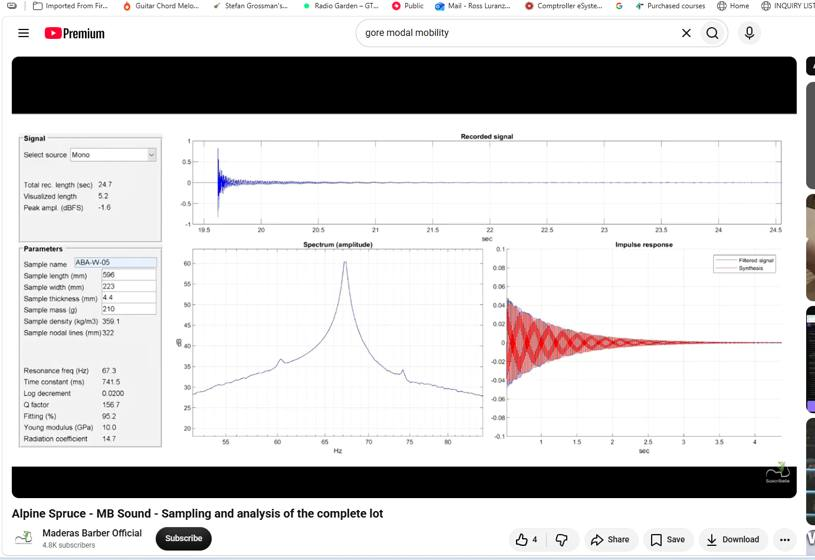 Imported From Fir...
Guitar Chord Melo...
Stefan Grossman's...
Radio Garden – GT...
Public
Mail - Ross Luranz...
Comptroller eSyste...
Purchased courses
Home
INQUIRY LIST
Premium
gore modal mobility
Signal
Select source Mono
Total rec. length (sec) 24.7
Visualized length 5.2
Peak ampl. (dBFS) -1.6
Parameters
Sample name ABA-W-05
Sample length (mm) 596
Sample width (mm) 223
Sample thickness (mm) 4.4
Sample mass (g) 210
Sample density (kg/m3) 359.1
Sample nodal lines (mm) 322
Resonance freq (Hz) 67.3
Time constant (ms) 741.5
Log decrement 0.0200
Q factor 156.7
Fitting (%) 95.2
Young modulus (GPa) 10.0
Radiation coefficient 14.7
Recorded signal
1
0.5
0
-0.5
-1
19.5 20 20.5 21 21.5 22 22.5 23 23.5 24 24.5
sec
Spectrum (amplitude)
dB
60
55
50
45
40
35
30
25
20
55 60 65 70 75 80
Hz
Impulse response
Filtered signal
Synthesis
0.1
0.08
0.06
0.04
0.02
0
-0.02
-0.04
-0.06
-0.08
-0.1
1 1.5 2 2.5 3 3.5 4
sec
Suscríbete
Alpine Spruce - MB Sound - Sampling and analysis of the complete lot
Maderas Barber Official
4.8K subscribers
Subscribe
4
Share
Save
Download